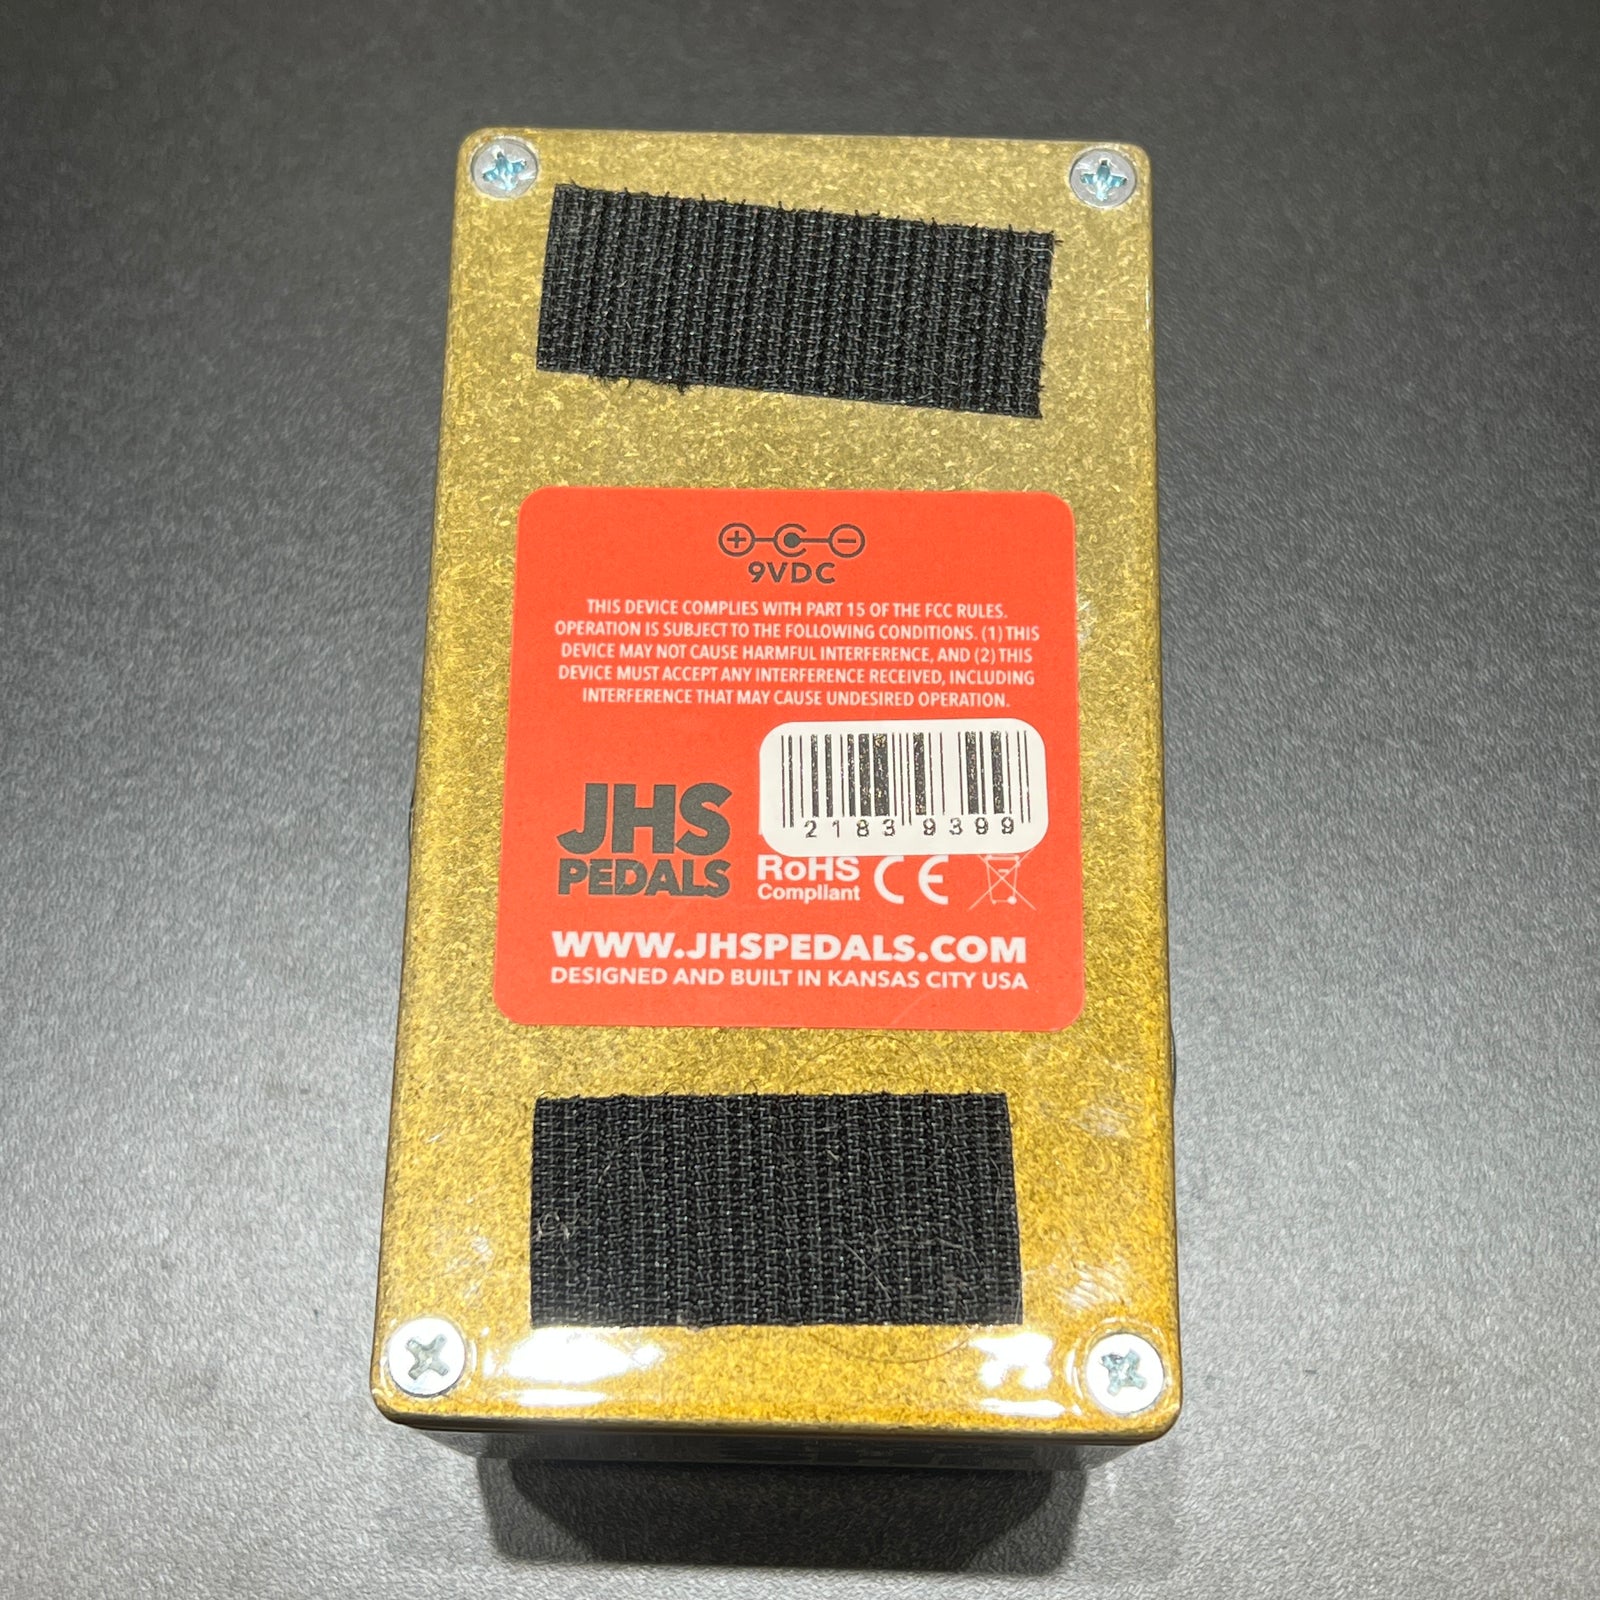 9VDC
THIS DEVICE COMPLIES WITH PART 15 OF THE FCC RULES.
OPERATION IS SUBJECT TO THE FOLLOWING CONDITIONS. (1) THIS
DEVICE MAY NOT CAUSE HARMFUL INTERFERENCE, AND (2) THIS
DEVICE MUST ACCEPT ANY INTERFERENCE RECEIVED, INCLUDING
INTERFERENCE THAT MAY CAUSE UNDESIRED OPERATION.
2183 9399
JHS
PEDALS
RoHS
Compliant
CE
WWW.JHSPEDALS.COM
DESIGNED AND BUILT IN KANSAS CITY USA